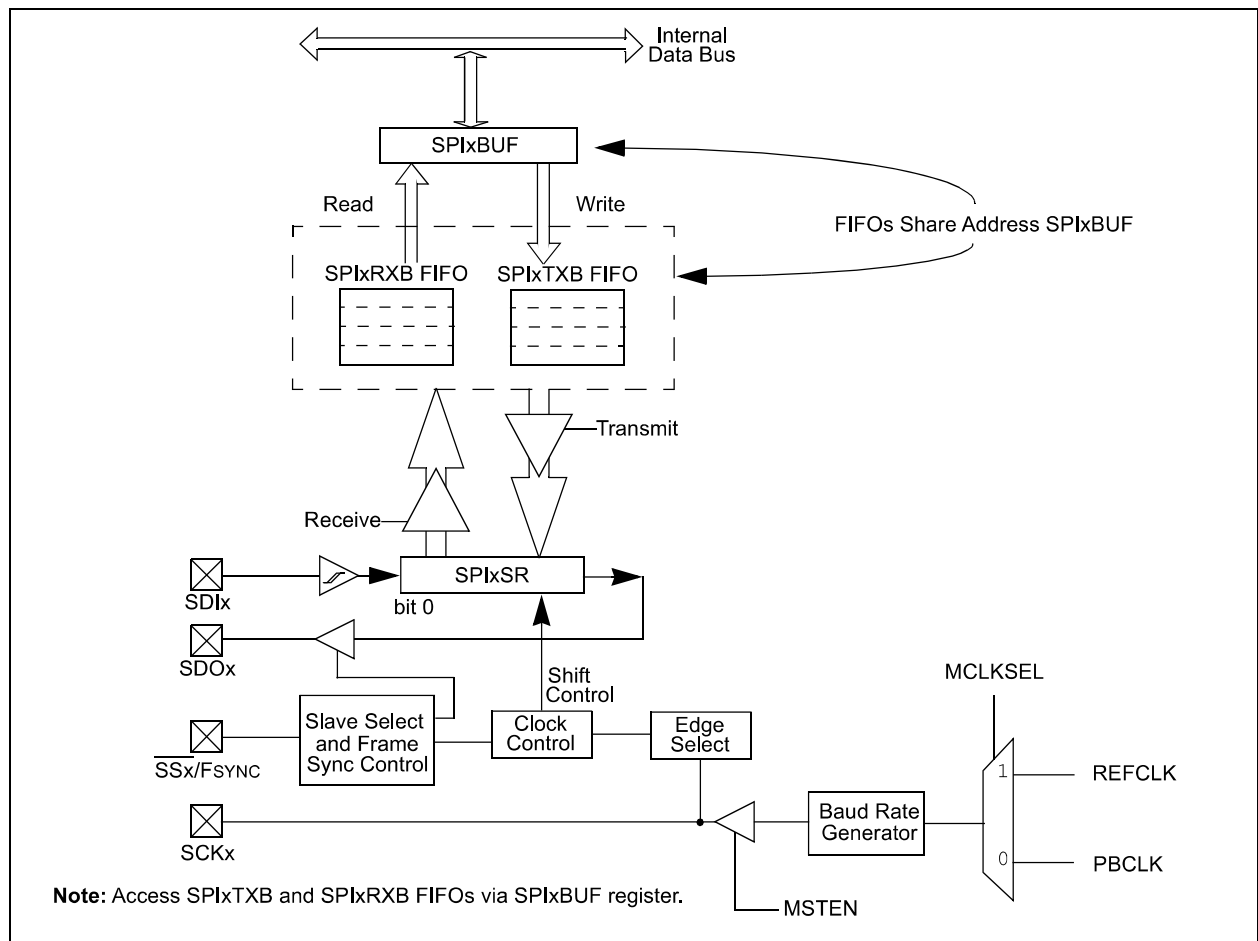 Internal
Data Bus
SPIxBUF
Read
Write
FIFOs Share Address SPIxBUF
SPIxRXB FIFO
SPIxTXB FIFO
Transmit
Receive
SPIxSR
SDIx
bit 0
SDOx
Shift
Control
MCLKSEL
Slave Select
and Frame
Sync Control
Clock
Control
Edge
Select
SSx/FSYNC
1
REFCLK
Baud Rate
Generator
SCKx
0
PBCLK
Note: Access SPIxTXB and SPIxRXB FIFOs via SPIxBUF register.
MSTEN